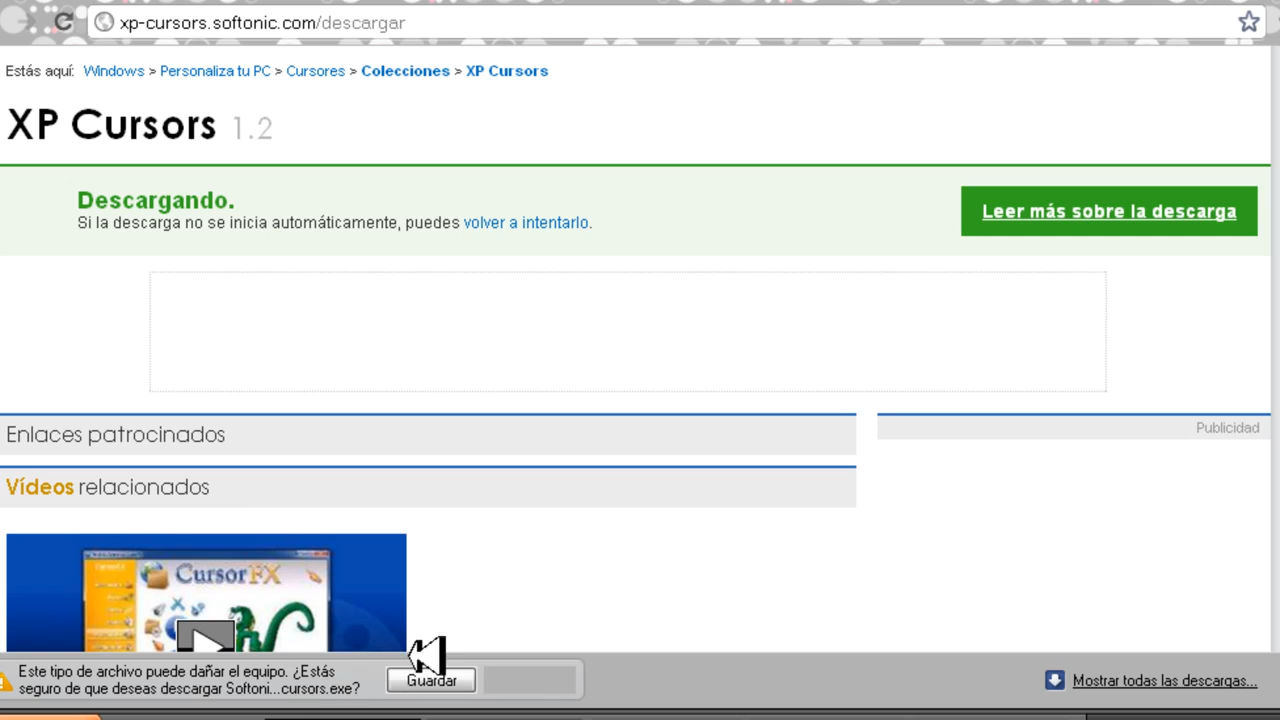 xp-cursors.softonic.com/descargar
Estás aquí: Windows > Personaliza tu PC > Cursores > Colecciones > XP Cursors
XP Cursors 1.2
Descargando.
Si la descarga no se inicia automáticamente, puedes volver a intentarlo.
Leer más sobre la descarga
Enlaces patrocinados
Publicidad
Vídeos relacionados
CursorFX
Este tipo de archivo puede dañar el equipo. ¿Estás
seguro de que deseas descargar Softoni...cursors.exe?
Guardar
Mostrar todas las descargas...